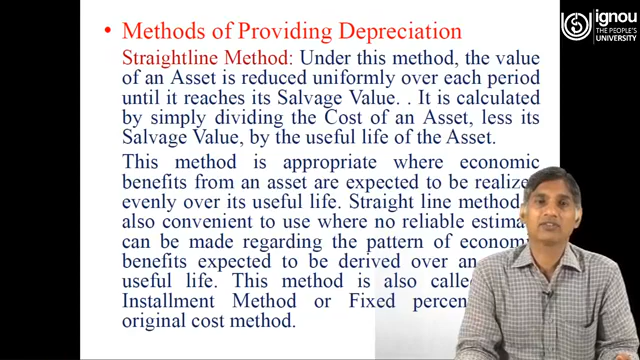 ignou
THE PEOPLE'S
UNIVERSITY
• Methods of Providing Depreciation
Straightline Method: Under this method, the value
of an Asset is reduced uniformly over each period
until it reaches its Salvage Value. . It is calculated
by simply dividing the Cost of an Asset, less its
Salvage Value, by the useful life of the Asset.
This method is appropriate where economic
benefits from an asset are expected to be realize
evenly over its useful life. Straight line method
also convenient to use where no reliable estima
can be made regarding the pattern of econom
benefits expected to be derived over an
useful life. This method is also called
Installment Method or Fixed percen
original cost method.